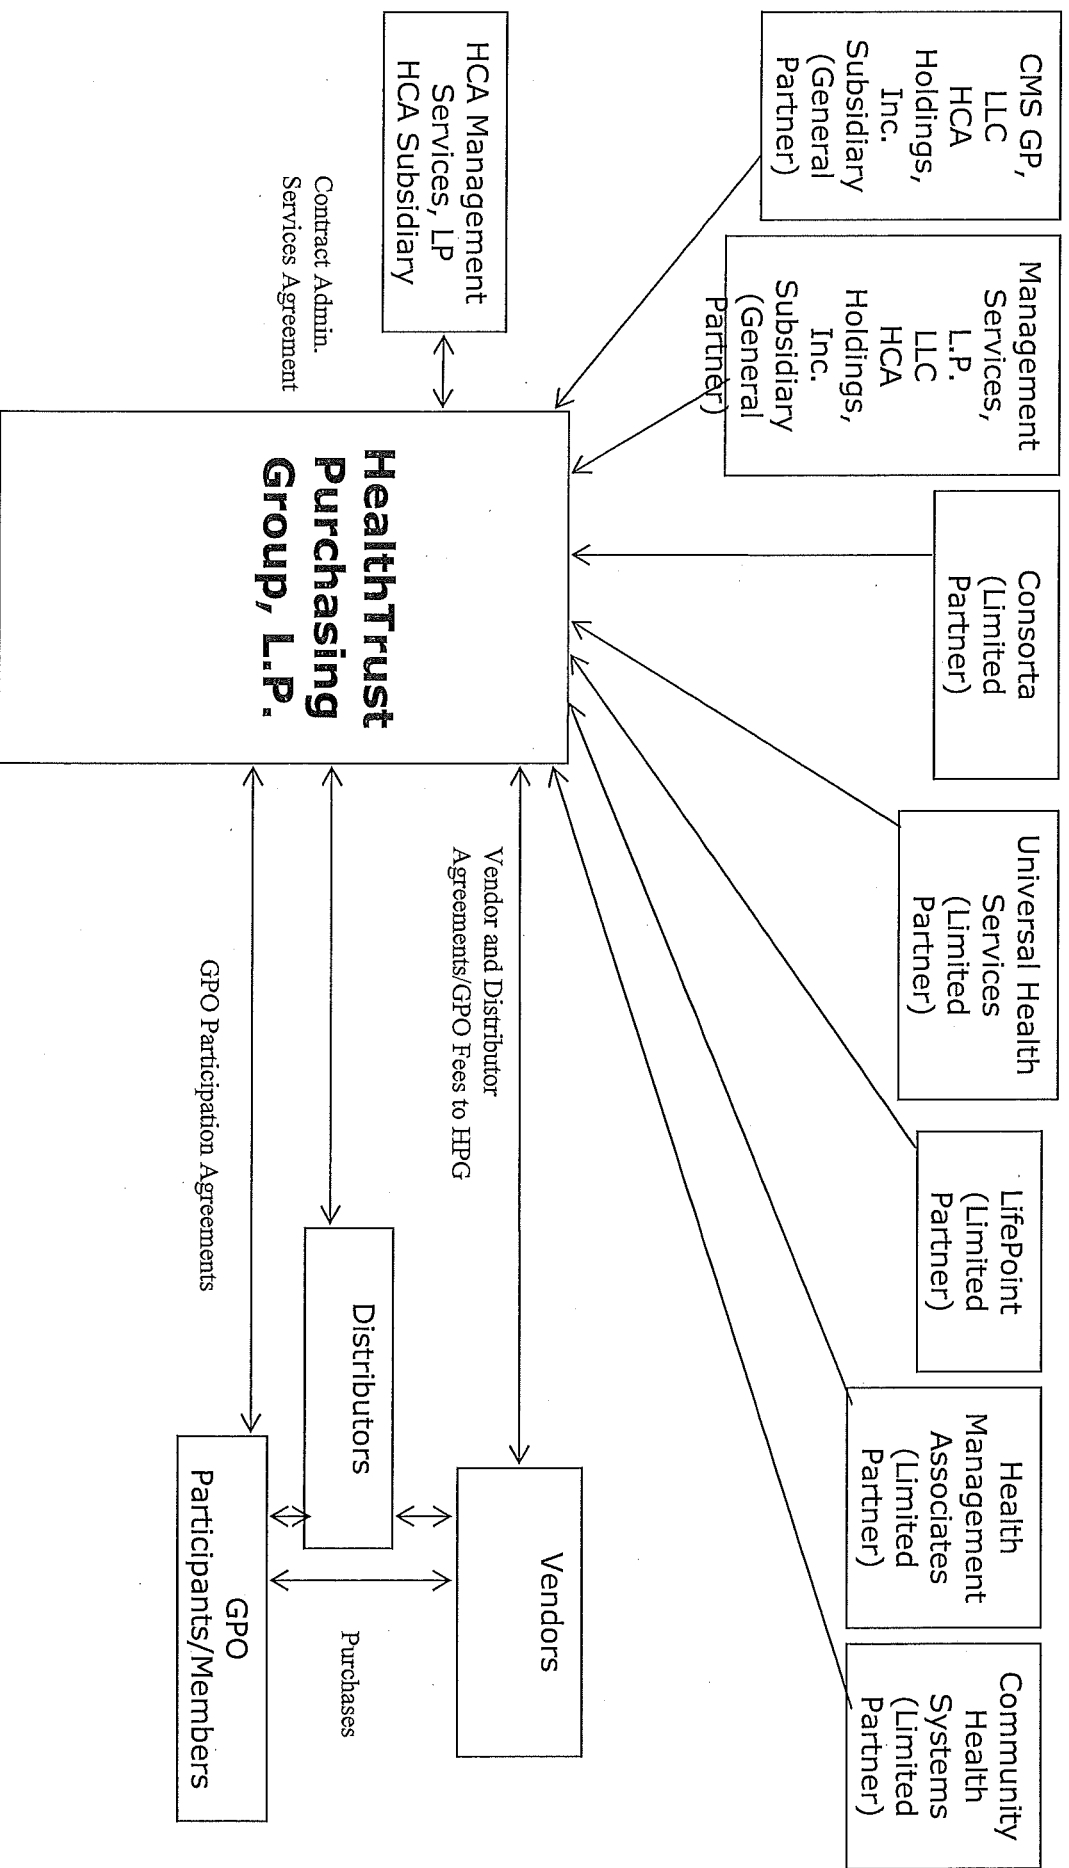 CMS GP,
LLC
HCA
Holdings,
Inc.
Subsidiary
(General
Partner)
Management
Services,
L.P.
LLC
HCA
Holdings,
Inc.
Subsidiary
(General
Partner)
Consorta
(Limited
Partner)
Universal Health
Services
(Limited
Partner)
LifePoint
(Limited
Partner)
Health
Management
Associates
(Limited
Partner)
Community
Health
Systems
(Limited
Partner)
HCA Management
Services, LP
HCA Subsidiary
Contract Admin.
Services Agreement
HealthTrust
Purchasing
Group, L.P.
Vendor and Distributor
Agreements/GPO Fees to HPG
GPO Participation Agreements
Vendors
Distributors
Purchases
GPO
Participants/Members